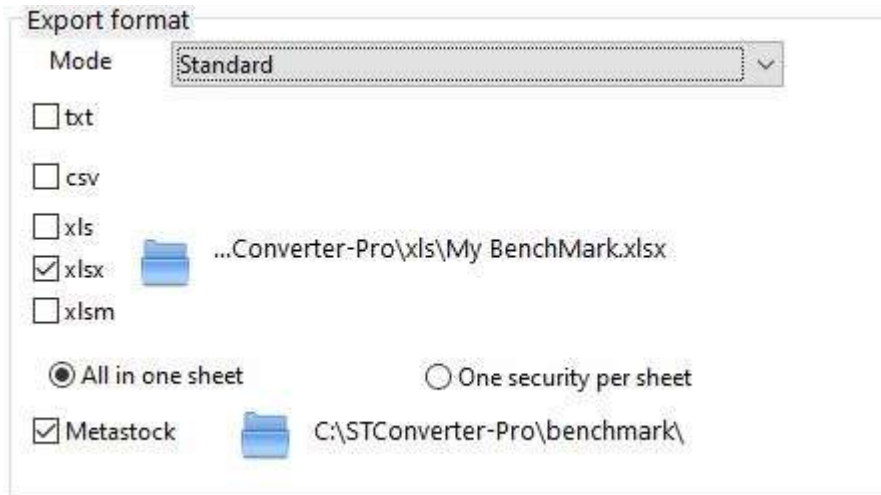 Export format
Mode Standard
txt
csv
xls
...Converter-Pro\xls\My BenchMark.xlsx
xlsx
xlsm
All in one sheet One security per sheet
Metastock C:\STConverter-Pro\benchmark\